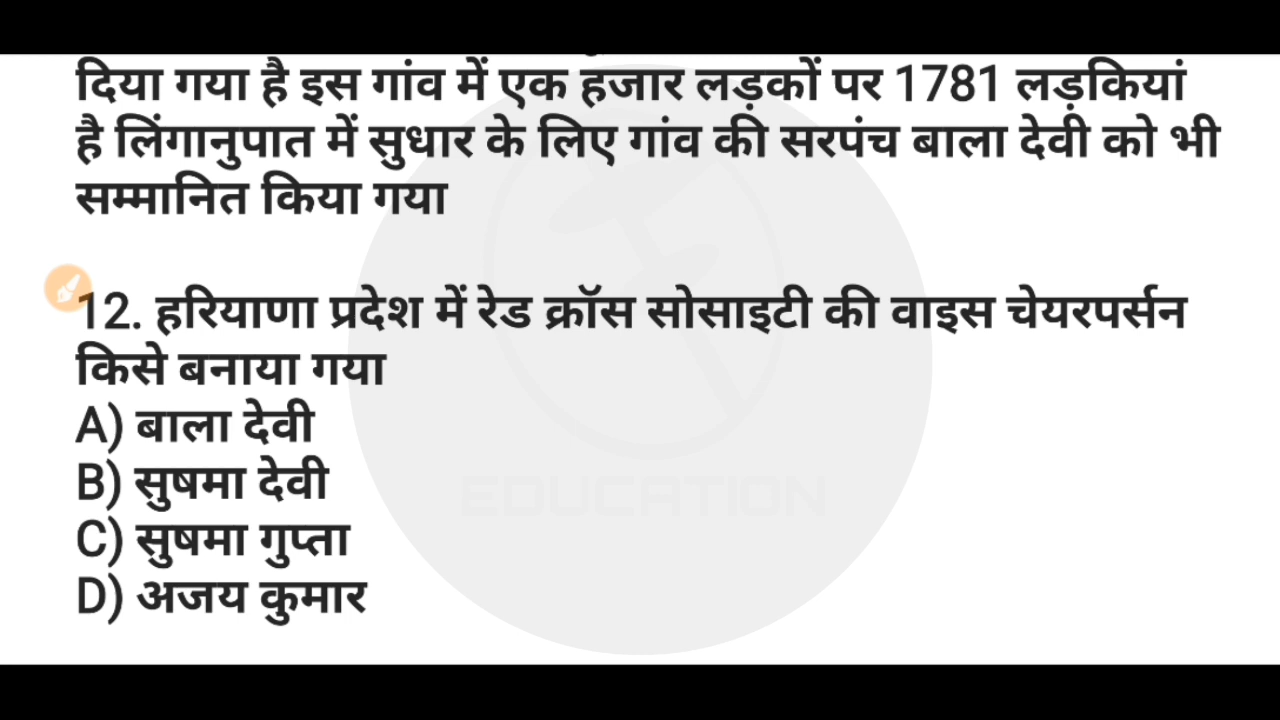 दिया गया है इस गांव में एक हजार लड़कों पर 1781 लड़कियां
है लिंगानुपात में सुधार के लिए गांव की सरपंच बाला देवी को भी
सम्मानित किया गया
12. हरियाणा प्रदेश में रेड क्रॉस सोसाइटी की वाइस चेयरपर्सन
किसे बनाया गया
A) बाला देवी
B) सुषमा देवी
C) सुषमा गुप्ता
D) अजय कुमार
EDUCATION